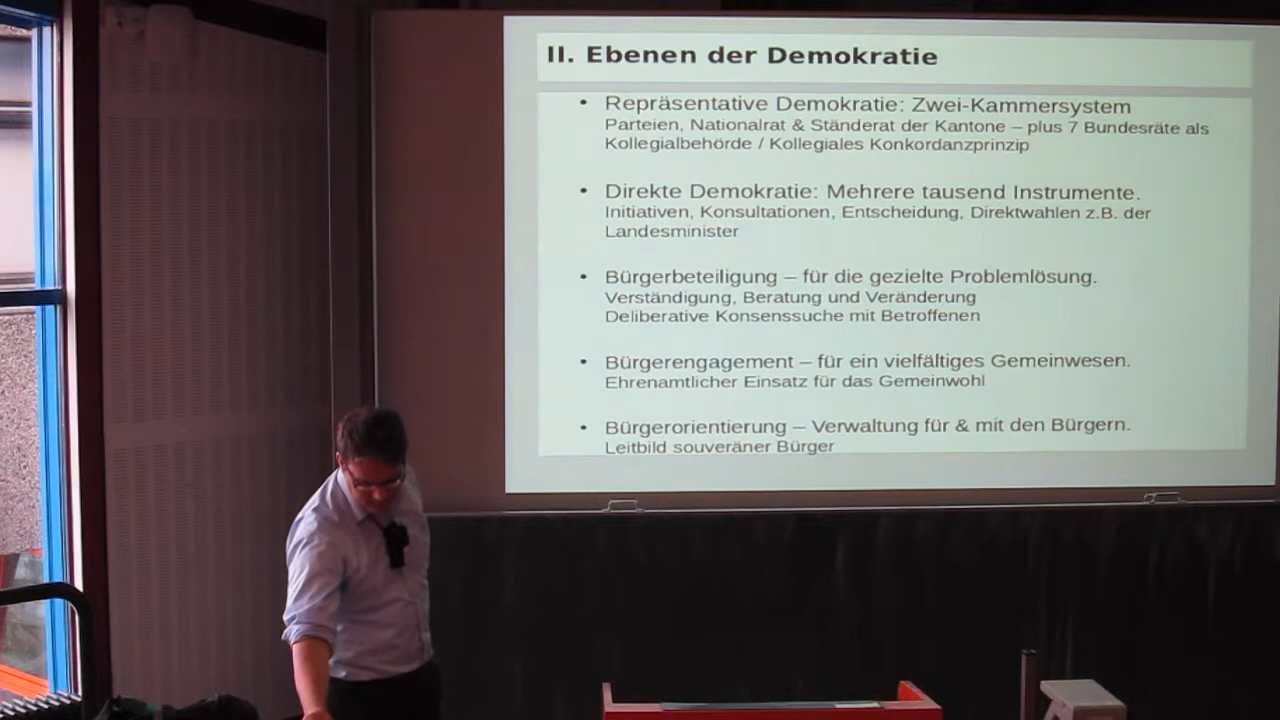 II. Ebenen der Demokratie
• Repräsentative Demokratie: Zwei-Kammersystem
Parteien, Nationalrat & Ständerat der Kantone – plus 7 Bundesräte als
Kollegialbehörde / Kollegiales Konkordanzprinzip
• Direkte Demokratie: Mehrere tausend Instrumente.
Initiativen, Konsultationen, Entscheidung, Direktwahlen z.B. der
Landesminister
• Bürgerbeteiligung – für die gezielte Problemlösung.
Verständigung, Beratung und Veränderung
Deliberative Konsenssuche mit Betroffenen
• Bürgerengagement – für ein vielfältiges Gemeinwesen.
Ehrenamtlicher Einsatz für das Gemeinwohl
• Bürgerorientierung – Verwaltung für & mit den Bürgern.
Leitbild souveräner Bürger